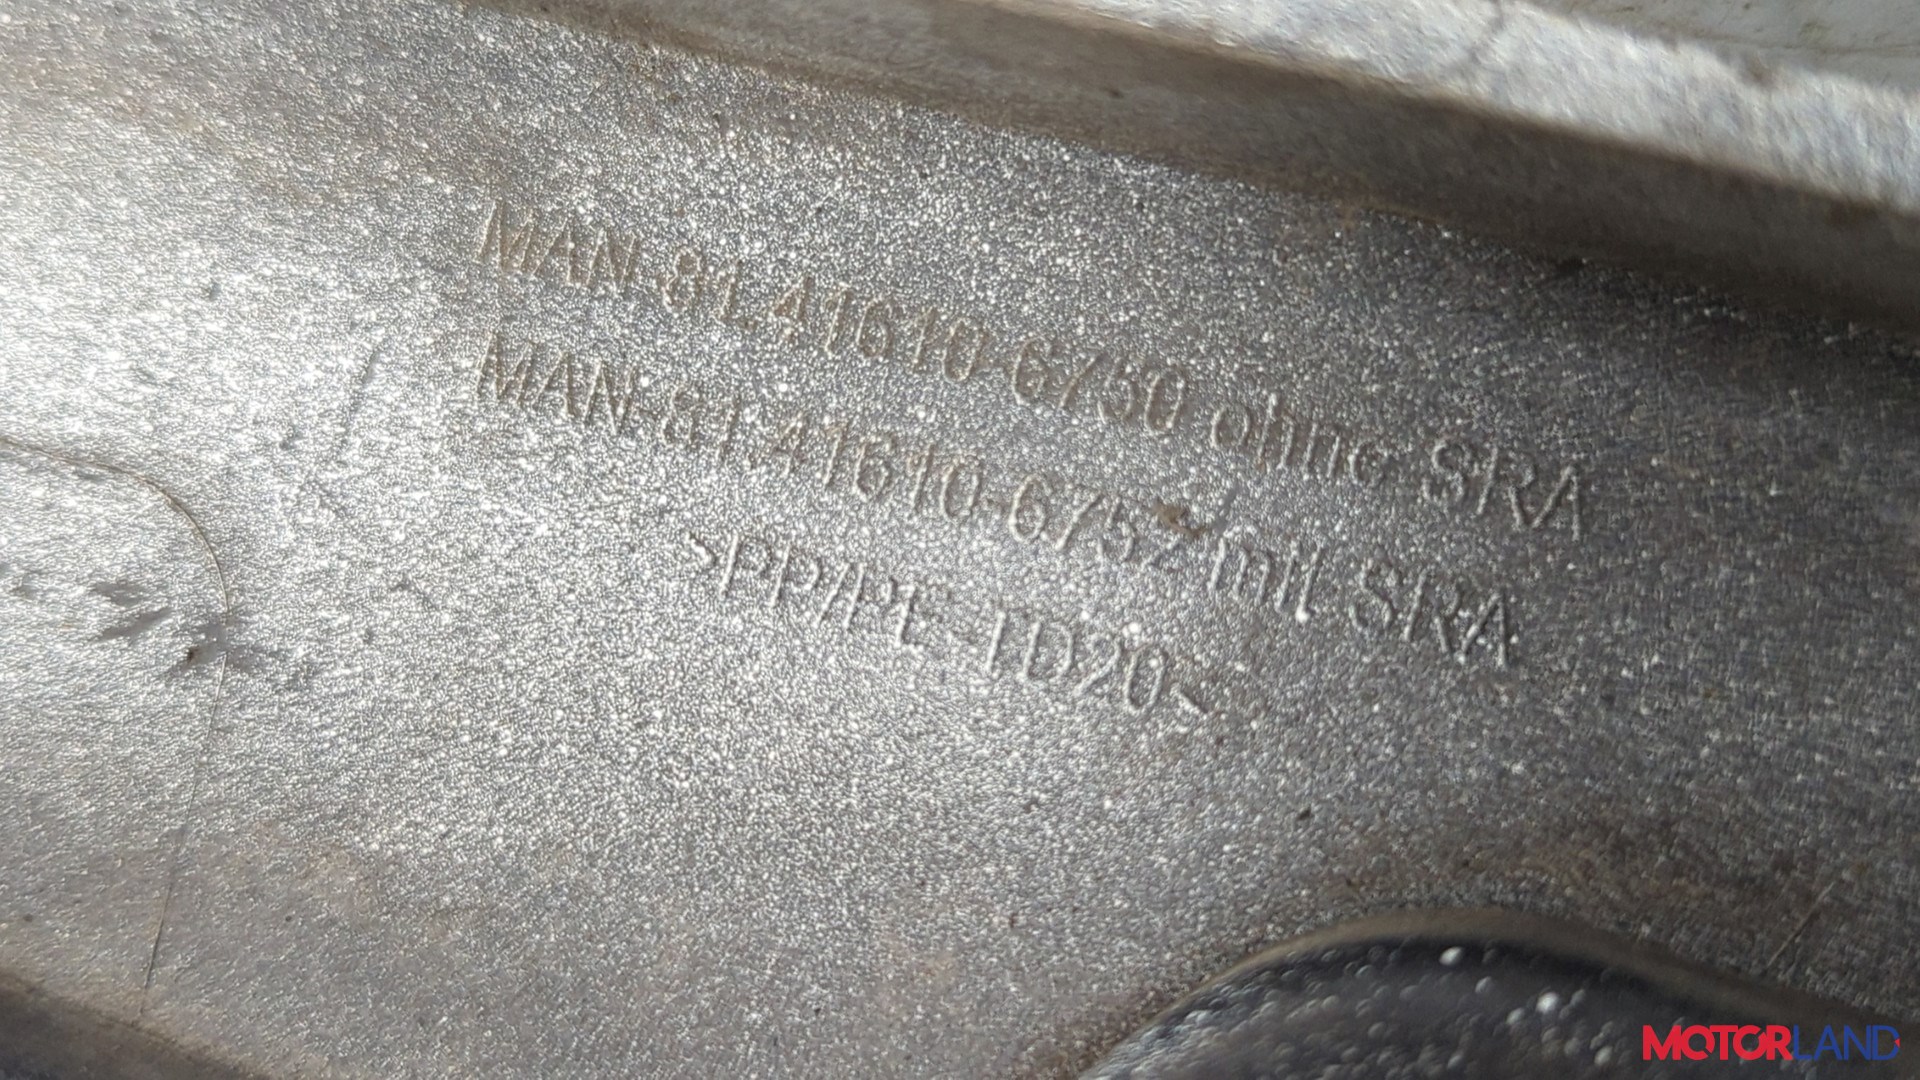 MAN 81.41610-6750 ohne SRA
MAN 81.41610-6752 mit SRA
>PP/PE-TD20<
MOTORLAND